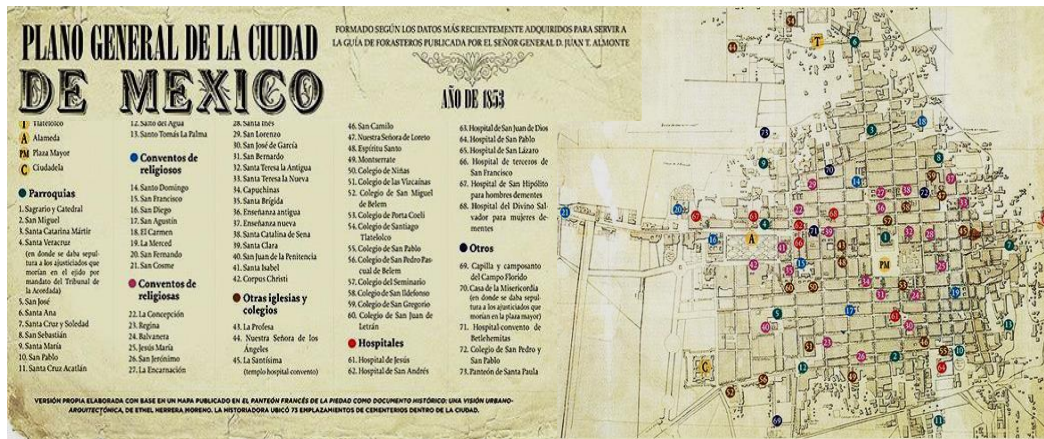 PLANO GENERAL DE LA CIUDAD
DE MEXICO
FORMADO SEGÚN LOS DATOS MÁS RECIENTEMENTE ADQUIRIDOS PARA SERVIR A
LA GUÍA DE FORASTEROS PUBLICADA POR EL SEÑOR GENERAL D. JUAN T. ALMONTE
AÑO DE 1853
T Tlatelolco
A Alameda
PM Plaza Mayor
C Ciudadela
Parroquias
1. Sagrario y Catedral
2. San Miguel
3. Santa Catarina Mártir
4. Santa Veracruz
(en donde se daba sepul-
tura a los ajusticiados que
morían en el ejido por
mandato del Tribunal de
la Acordada)
5. San José
6. Santa Ana
7. Santa Cruz y Soledad
8. San Sebastián
9. Santa María
10. San Pablo
11. Santa Cruz Acatlán
12. Salto del Agua
13. Santo Tomás La Palma
Conventos de
religiosos
14. Santo Domingo
15. San Francisco
16. San Diego
17. San Agustín
18. El Carmen
19. La Merced
20. San Fernando
21. San Cosme
Conventos de
religiosas
22. La Concepción
23. Regina
24. Balvanera
25. Jesús María
26. San Jerónimo
27. La Encarnación
28. Santa Inés
29. San Lorenzo
30. San José de García
31. San Bernardo
32. Santa Teresa la Antigua
33. Santa Teresa la Nueva
34. Capuchinas
35. Santa Brígida
36. Enseñanza antigua
37. Enseñanza nueva
38. Santa Catalina de Sena
39. Santa Clara
40. San Juan de la Penitencia
41. Santa Isabel
42. Corpus Christi
Otras iglesias y
colegios
43. La Profesa
44. Nuestra Señora de los
Ángeles
45. La Santísima
(templo hospital convento)
46. San Camilo
47. Nuestra Señora de Loreto
48. Espíritu Santo
49. Montserrate
50. Colegio de Niñas
51. Colegio de las Vizcaínas
52. Colegio de San Miguel
de Belem
53. Colegio de Porta Coeli
54. Colegio de Santiago
Tlatelolco
55. Colegio de San Pablo
56. Colegio de San Pedro Pas-
cual de Belem
57. Colegio del Seminario
58. Colegio de San Ildefonso
59. Colegio de San Gregorio
60. Colegio de San Juan de
Letrán
Hospitales
61. Hospital de Jesús
62. Hospital de San Andrés
63. Hospital de San Juan de Dios
64. Hospital de San Pablo
65. Hospital de San Lázaro
66. Hospital de terceros de
San Francisco
67. Hospital de San Hipólito
para hombres dementes
68. Hospital del Divino Sal-
vador para mujeres de-
mentes
Otros
69. Capilla y camposanto
del Campo Florido
70. Casa de la Misericordia
(en donde se daba sepul-
tura a los ajusticiados que
morían en la plaza mayor)
71. Hospital-convento de
Betlehemitas
72. Colegio de San Pedro y
San Pablo
73. Panteón de Santa Paula
VERSIÓN PROPIA ELABORADA CON BASE EN UN MAPA PUBLICADO EN EL PANTEÓN FRANCÉS DE LA PIEDAD COMO DOCUMENTO HISTÓRICO: UNA VISIÓN URBANO-
ARQUITECTÓNICA, DE ETHEL HERRERA MORENO. LA HISTORIADORA UBICÓ 73 EMPLAZAMIENTOS DE CEMENTERIOS DENTRO DE LA CIUDAD.
T
A
PM
C